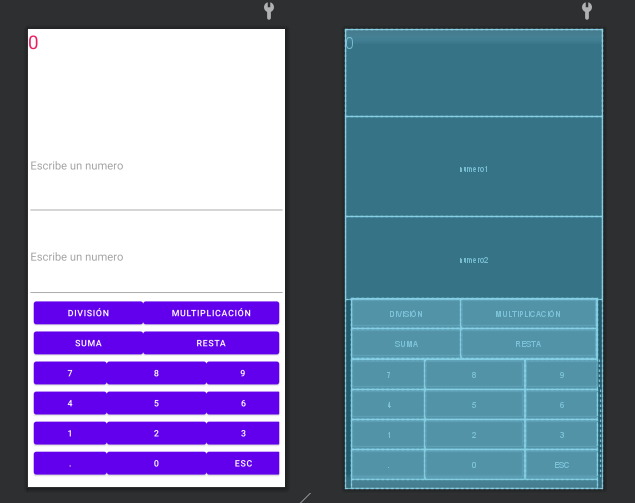 0
Escribe un numero
Escribe un numero
DIVISIÓN MULTIPLICACIÓN
SUMA RESTA
7 8 9
4 5 6
1 2 3
. 0 ESC
0
numero1
numero2
DIVISIÓN MULTIPLICACIÓN
SUMA RESTA
7 8 9
4 5 6
1 2 3
. 0 ESC